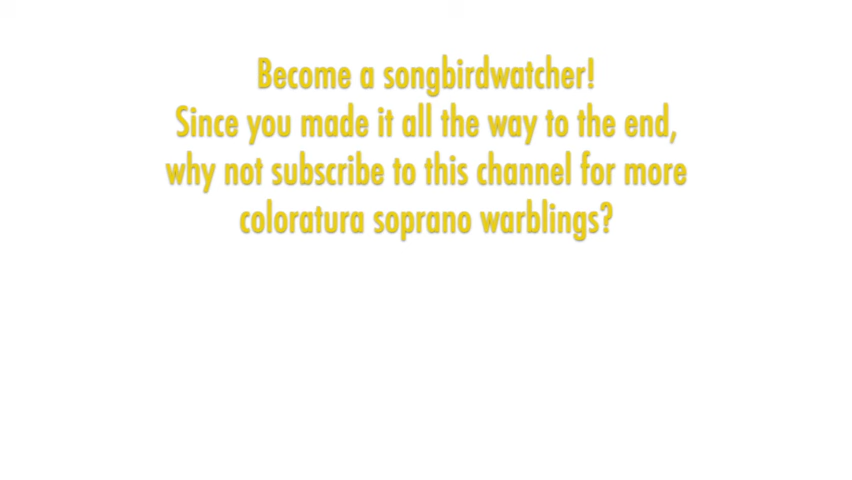 Become a songbirdwatcher!
Since you made it all the way to the end,
why not subscribe to this channel for more
coloratura soprano warblings?